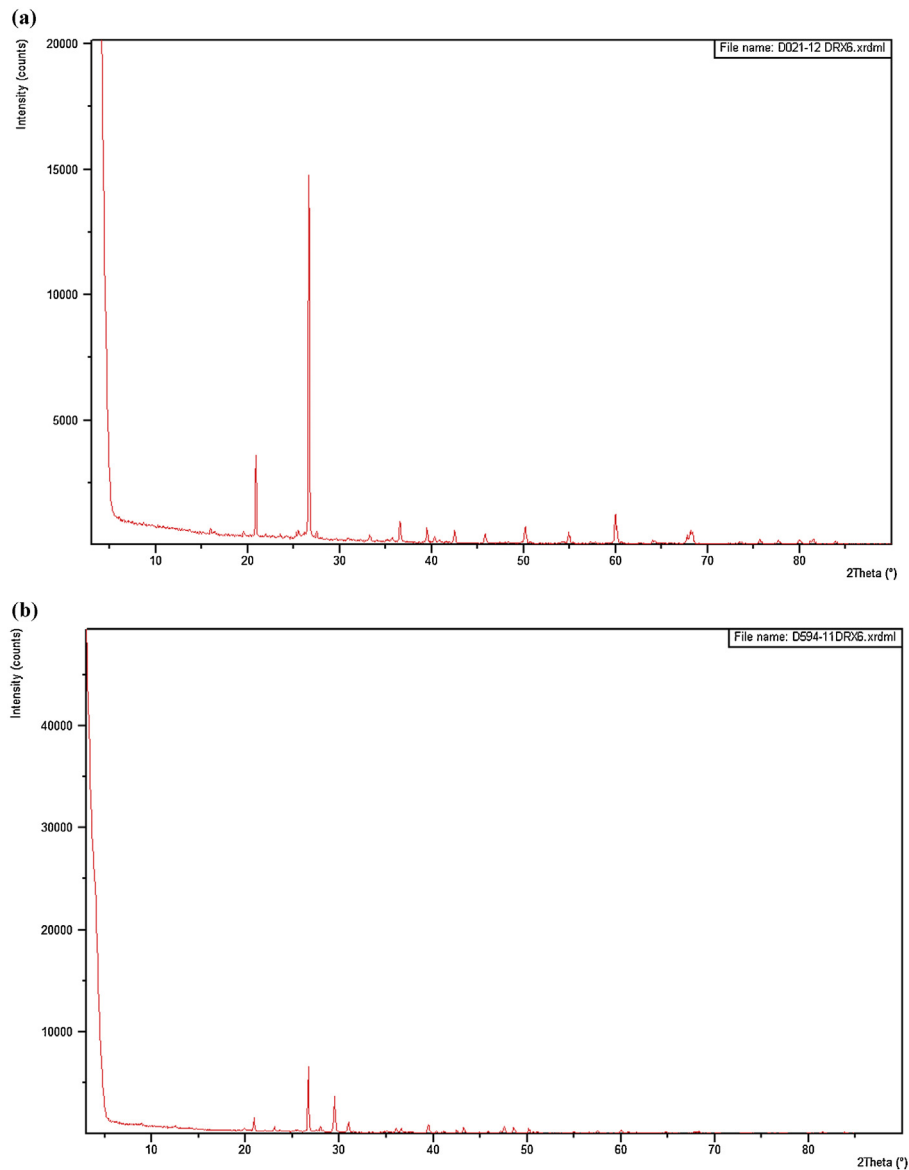 (a)
Intensity (counts)
File name: D021-12 DRX6.xrdml
20000
15000
10000
5000
10 20 30 40 50 60 70 80
2Theta (°)
(b)
Intensity (counts)
File name: D594-11DRX6.xrdml
40000
30000
20000
10000
10 20 30 40 50 60 70 80
2Theta (°)